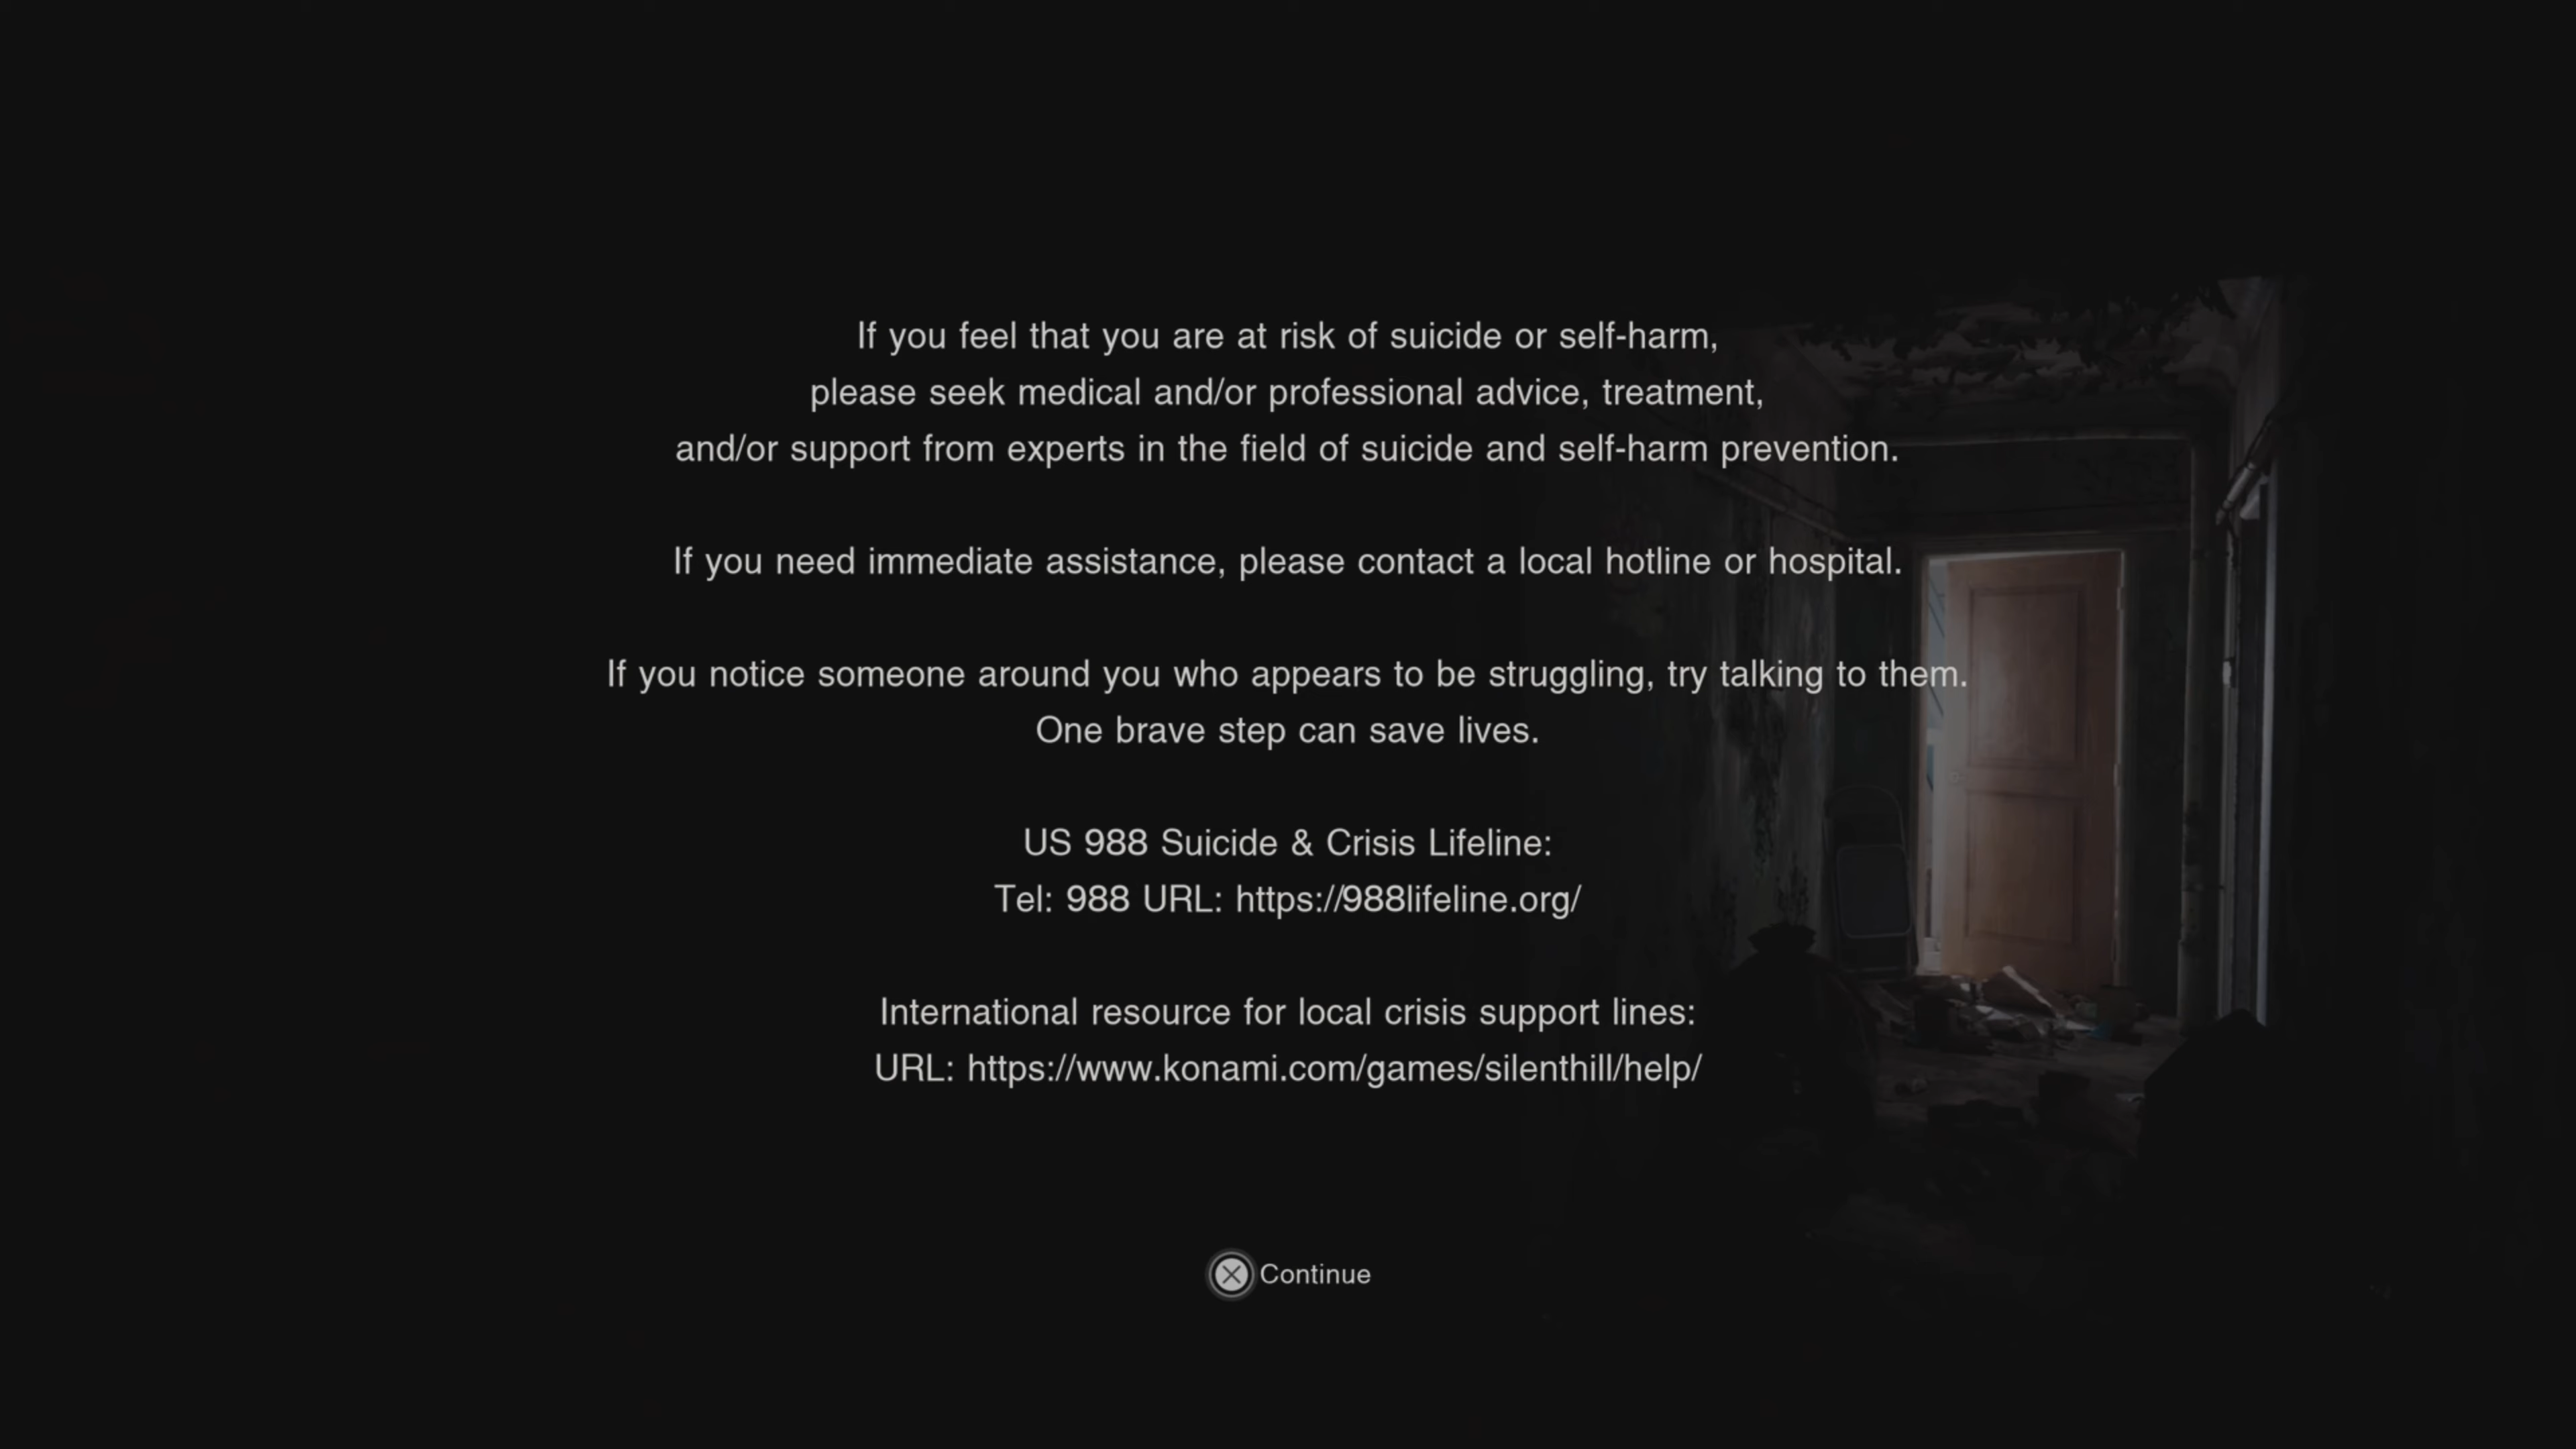 If you feel that you are at risk of suicide or self-harm,
please seek medical and/or professional advice, treatment,
and/or support from experts in the field of suicide and self-harm prevention.
If you need immediate assistance, please contact a local hotline or hospital.
If you notice someone around you who appears to be struggling, try talking to them.
One brave step can save lives.
US 988 Suicide & Crisis Lifeline:
Tel: 988 URL: https://988lifeline.org/
International resource for local crisis support lines:
URL: https://www.konami.com/games/silenthill/help/
Continue